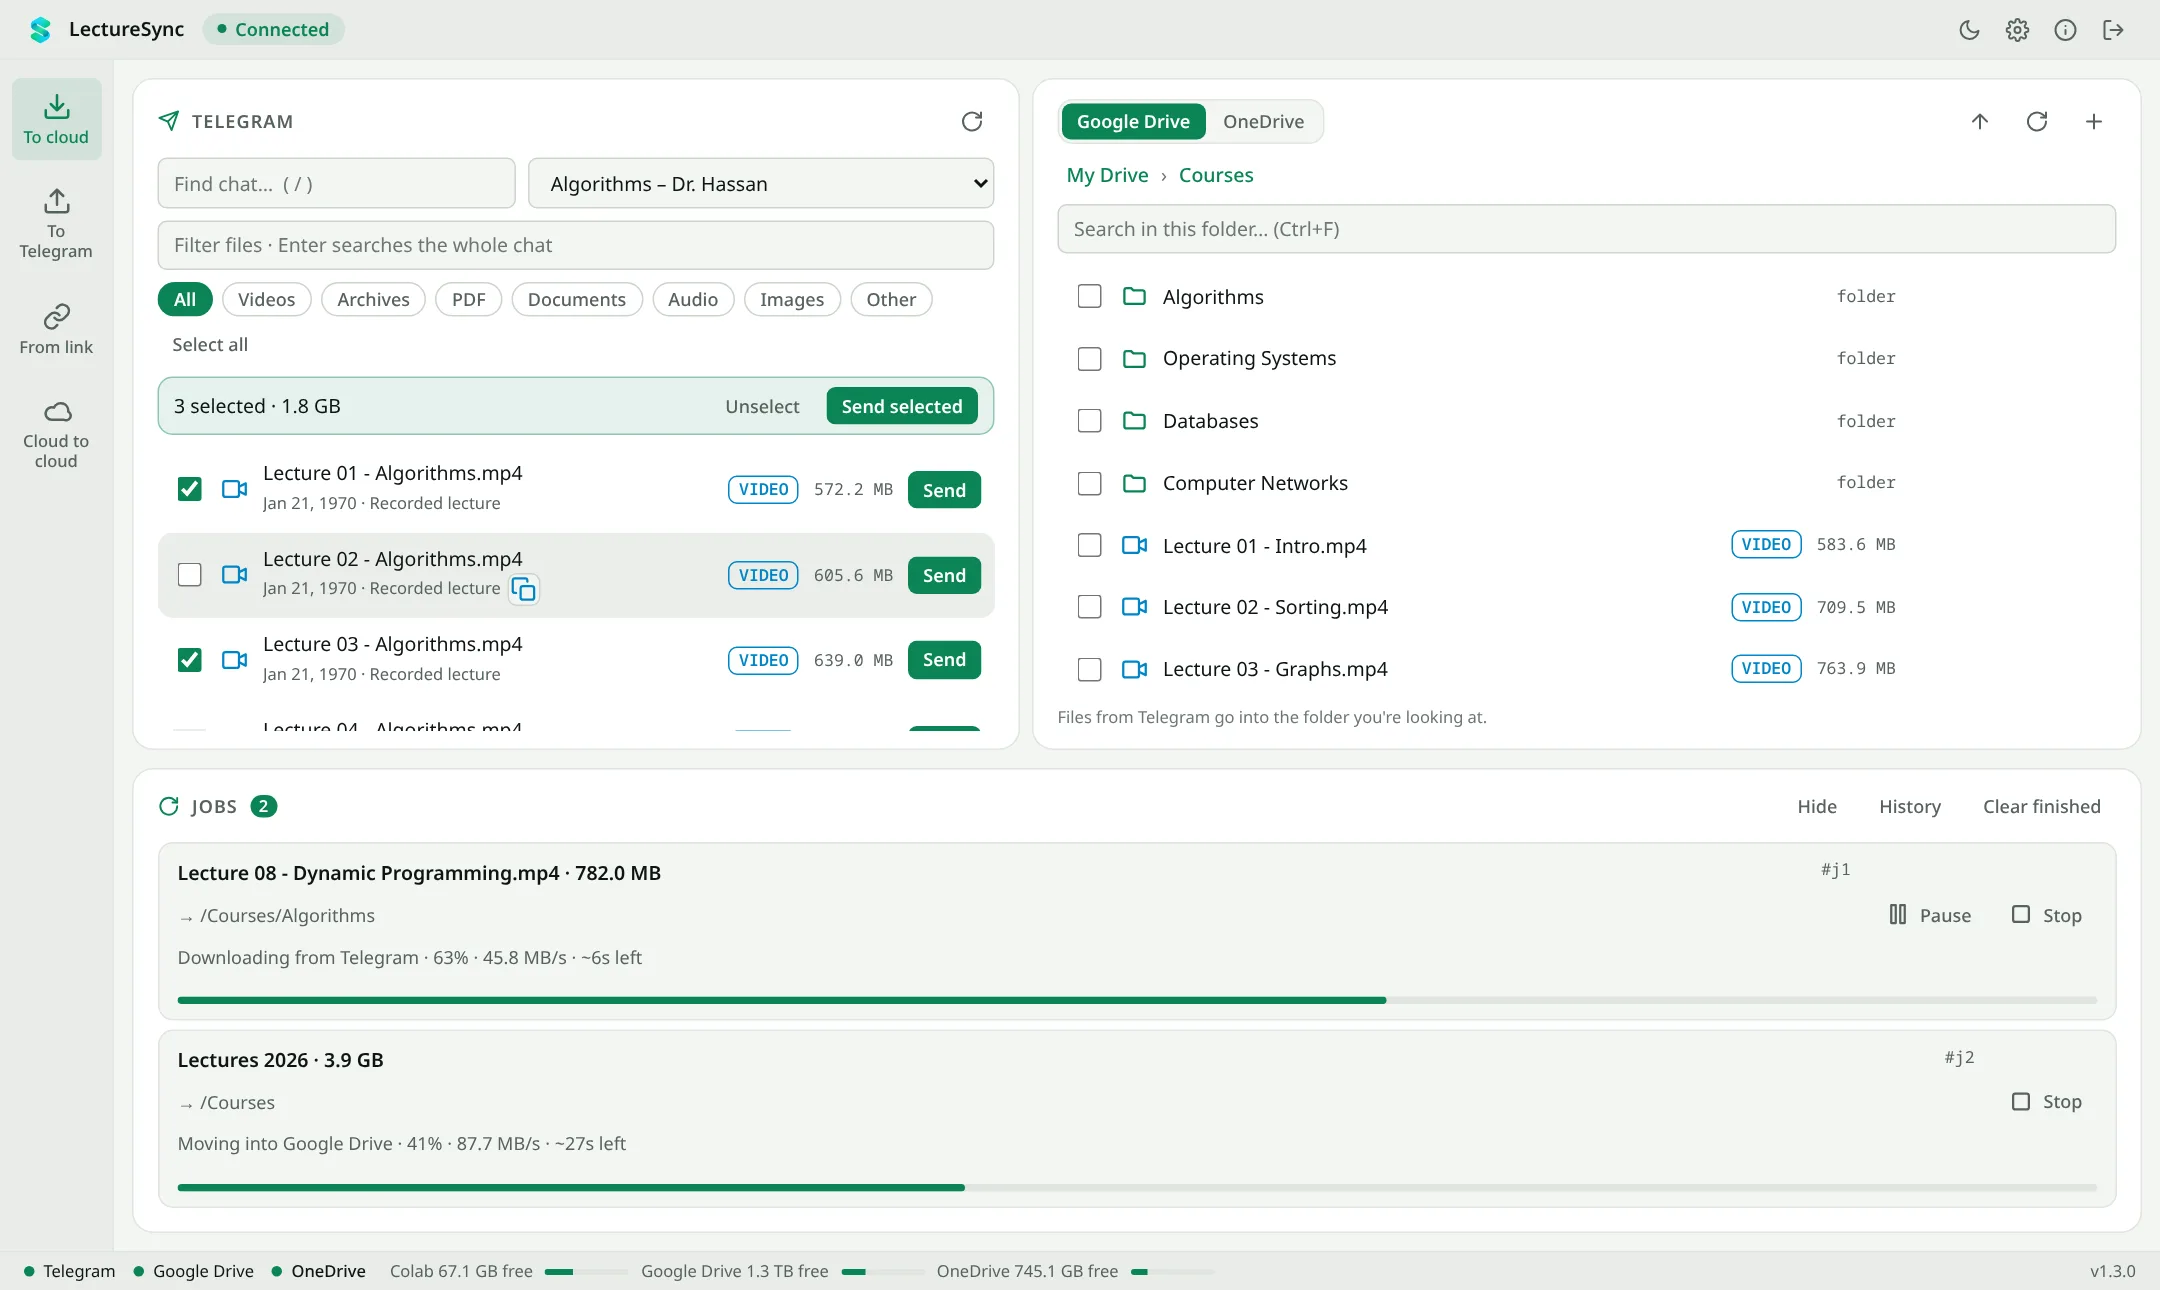 LectureSync
Connected
To cloud
To
Telegram
From link
Cloud to
cloud
TELEGRAM
Find chat... ( / )
Algorithms – Dr. Hassan
Filter files · Enter searches the whole chat
All Videos Archives PDF Documents Audio Images Other
Select all
3 selected · 1.8 GB Unselect Send selected
Lecture 01 - Algorithms.mp4
Jan 21, 1970 · Recorded lecture
VIDEO 572.2 MB Send
Lecture 02 - Algorithms.mp4
Jan 21, 1970 · Recorded lecture
VIDEO 605.6 MB Send
Lecture 03 - Algorithms.mp4
Jan 21, 1970 · Recorded lecture
VIDEO 639.0 MB Send
Lecture 04 - Algorithms.mp4
Google Drive OneDrive
My Drive › Courses
Search in this folder... (Ctrl+F)
Algorithms folder
Operating Systems folder
Databases folder
Computer Networks folder
Lecture 01 - Intro.mp4 VIDEO 583.6 MB
Lecture 02 - Sorting.mp4 VIDEO 709.5 MB
Lecture 03 - Graphs.mp4 VIDEO 763.9 MB
Files from Telegram go into the folder you're looking at.
JOBS 2 Hide History Clear finished
Lecture 08 - Dynamic Programming.mp4 · 782.0 MB #j1
→ /Courses/Algorithms Pause Stop
Downloading from Telegram · 63% · 45.8 MB/s · ~6s left
Lectures 2026 · 3.9 GB #j2
→ /Courses Stop
Moving into Google Drive · 41% · 87.7 MB/s · ~27s left
Telegram Google Drive OneDrive Colab 67.1 GB free Google Drive 1.3 TB free OneDrive 745.1 GB free v1.3.0